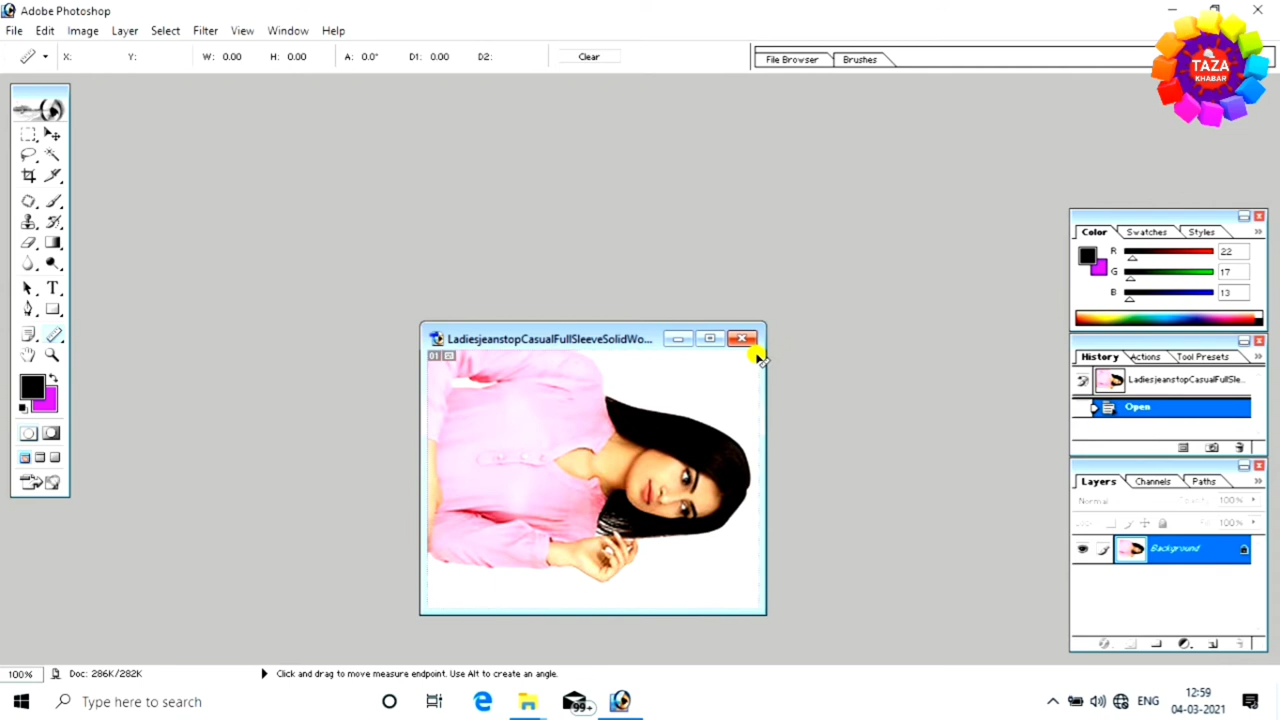 Adobe Photoshop
File Edit Image Layer Select Filter View Window Help
X: Y: W: 0.00 H: 0.00 A: 0.0° D1: 0.00 D2: Clear
File Browser Brushes
TAZA
KHABAR
Color Swatches Styles
R 22
G 17
B 13
LadiesjeanstopCasualFullSleeveSolidWo...
01
History Actions Tool Presets
LadiesjeanstopCasualFullSle...
Open
Layers Channels Paths
Normal 100%
100%
Background
100% Doc: 286K/282K Click and drag to move measure endpoint. Use Alt to create an angle.
Type here to search
99+
ENG
12:59
04-03-2021